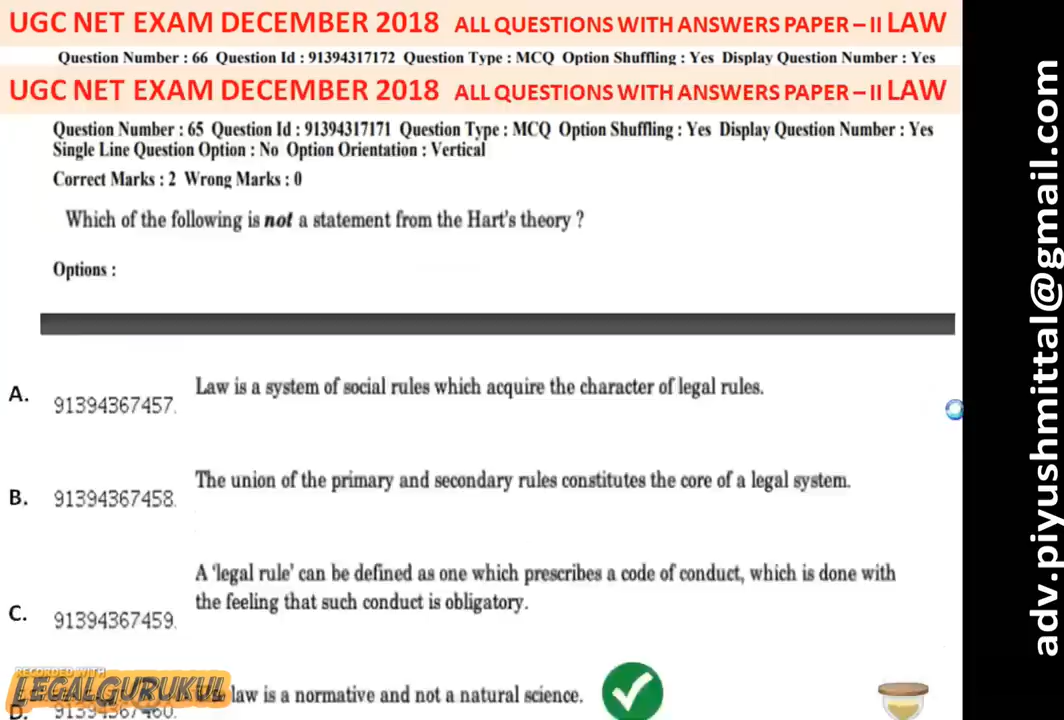 UGC NET EXAM DECEMBER 2018 ALL QUESTIONS WITH ANSWERS PAPER – II LAW
Question Number : 66 Question Id : 91394317172 Question Type : MCQ Option Shuffling : Yes Display Question Number : Yes
UGC NET EXAM DECEMBER 2018 ALL QUESTIONS WITH ANSWERS PAPER – II LAW
Question Number : 65 Question Id : 91394317171 Question Type : MCQ Option Shuffling : Yes Display Question Number : Yes
Single Line Question Option : No Option Orientation : Vertical
Correct Marks : 2 Wrong Marks : 0
Which of the following is not a statement from the Hart's theory ?
Options :
A. 91394367457. Law is a system of social rules which acquire the character of legal rules.
B. 91394367458. The union of the primary and secondary rules constitutes the core of a legal system.
A 'legal rule' can be defined as one which prescribes a code of conduct, which is done with
the feeling that such conduct is obligatory.
C. 91394367459.
RECORDED WITH
LEGALGURUKUL
law is a normative and not a natural science.
D. 91394367460.
adv.piyushmittal@gmail.com